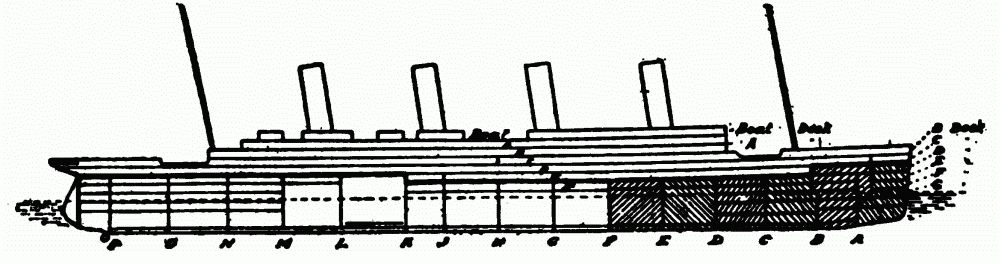 Boat
A
B
C
D
E
Boat Deck
A
B Deck
C
D
E
F
G
P O N M L K J H G F E D C B A